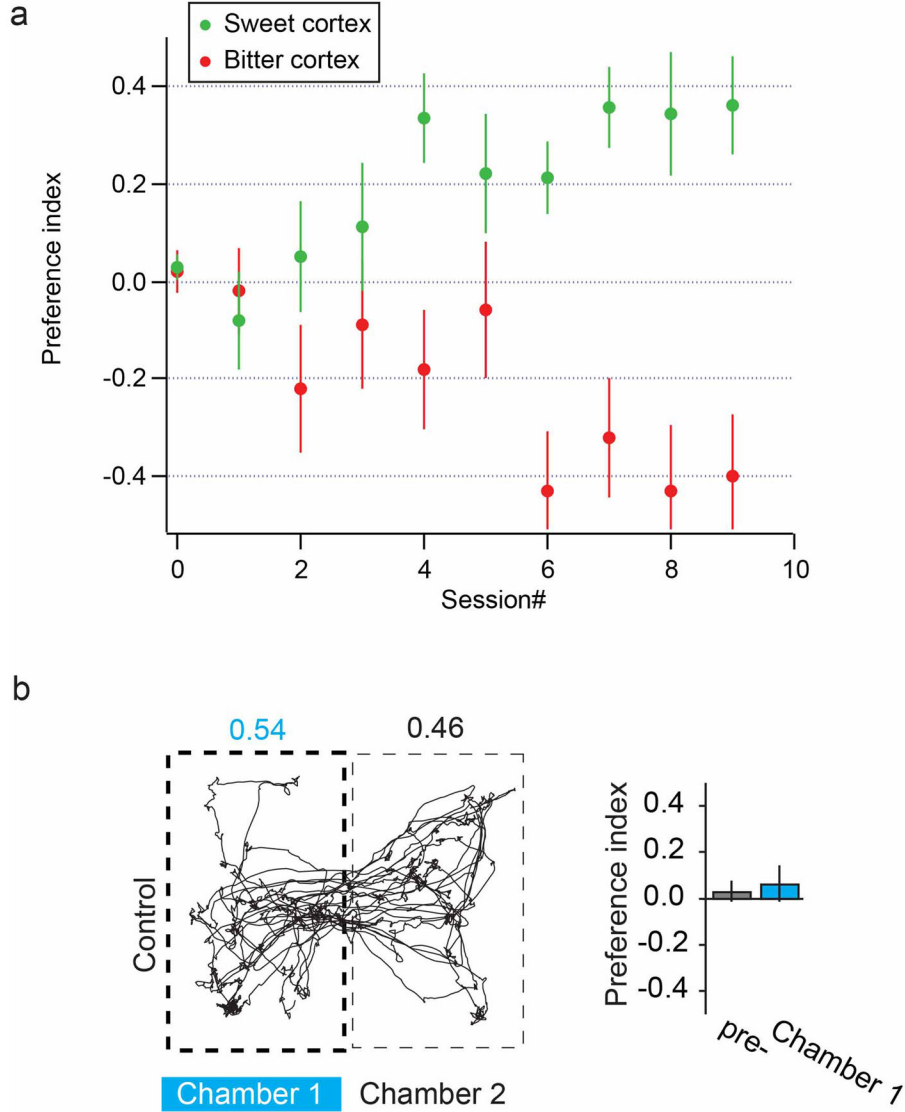 a
Sweet cortex
Bitter cortex
Preference index
0.4
0.2
0.0
-0.2
-0.4
0 2 4 6 8 10
Session#
b
0.54 0.46
Control
Chamber 1 Chamber 2
Preference index
0.4
0.2
0.0
-0.2
-0.4
pre- Chamber 1